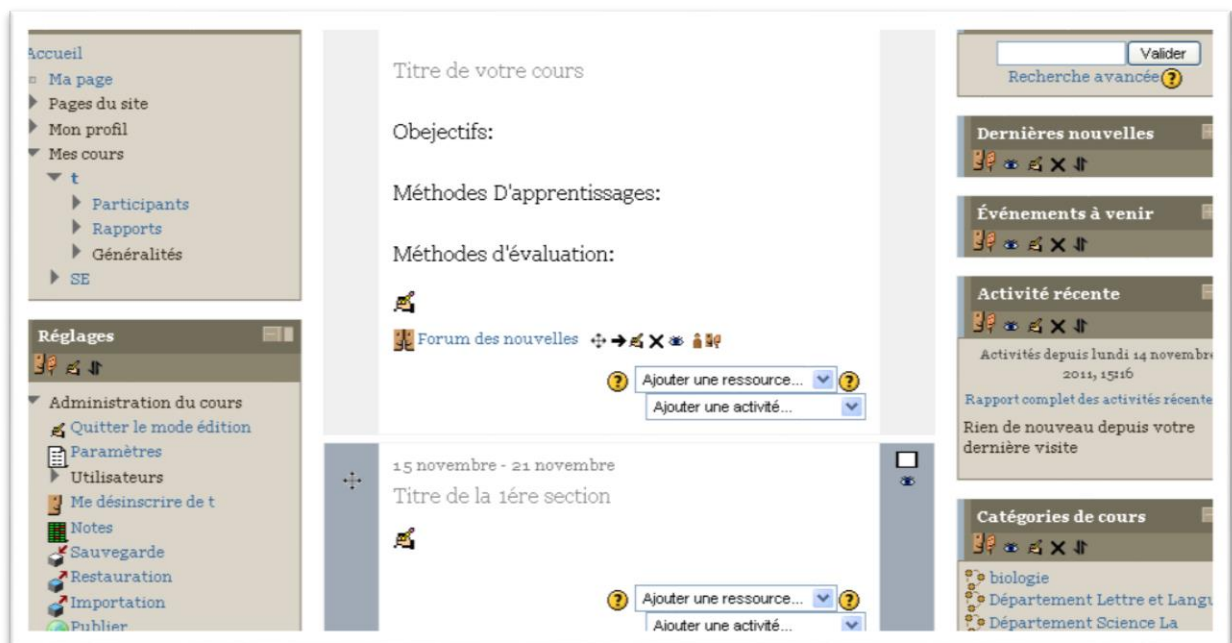 Accueil
Ma page
Pages du site
Mon profil
Mes cours
t
Participants
Rapports
Généralités
SE
Réglages
Administration du cours
Quitter le mode édition
Paramètres
Utilisateurs
Me désinscrire de t
Notes
Sauvegarde
Restauration
Importation
Publier
Titre de votre cours
Obejectifs:
Méthodes D'apprentissages:
Méthodes d'évaluation:
Forum des nouvelles
Ajouter une ressource...
Ajouter une activité...
15 novembre - 21 novembre
Titre de la 1ére section
Ajouter une ressource...
Ajouter une activité...
Valider
Recherche avancée
Dernières nouvelles
Événements à venir
Activité récente
Activités depuis lundi 14 novembre
2011, 15:16
Rapport complet des activités récente
Rien de nouveau depuis votre
dernière visite
Catégories de cours
biologie
Département Lettre et Langu
Département Science La